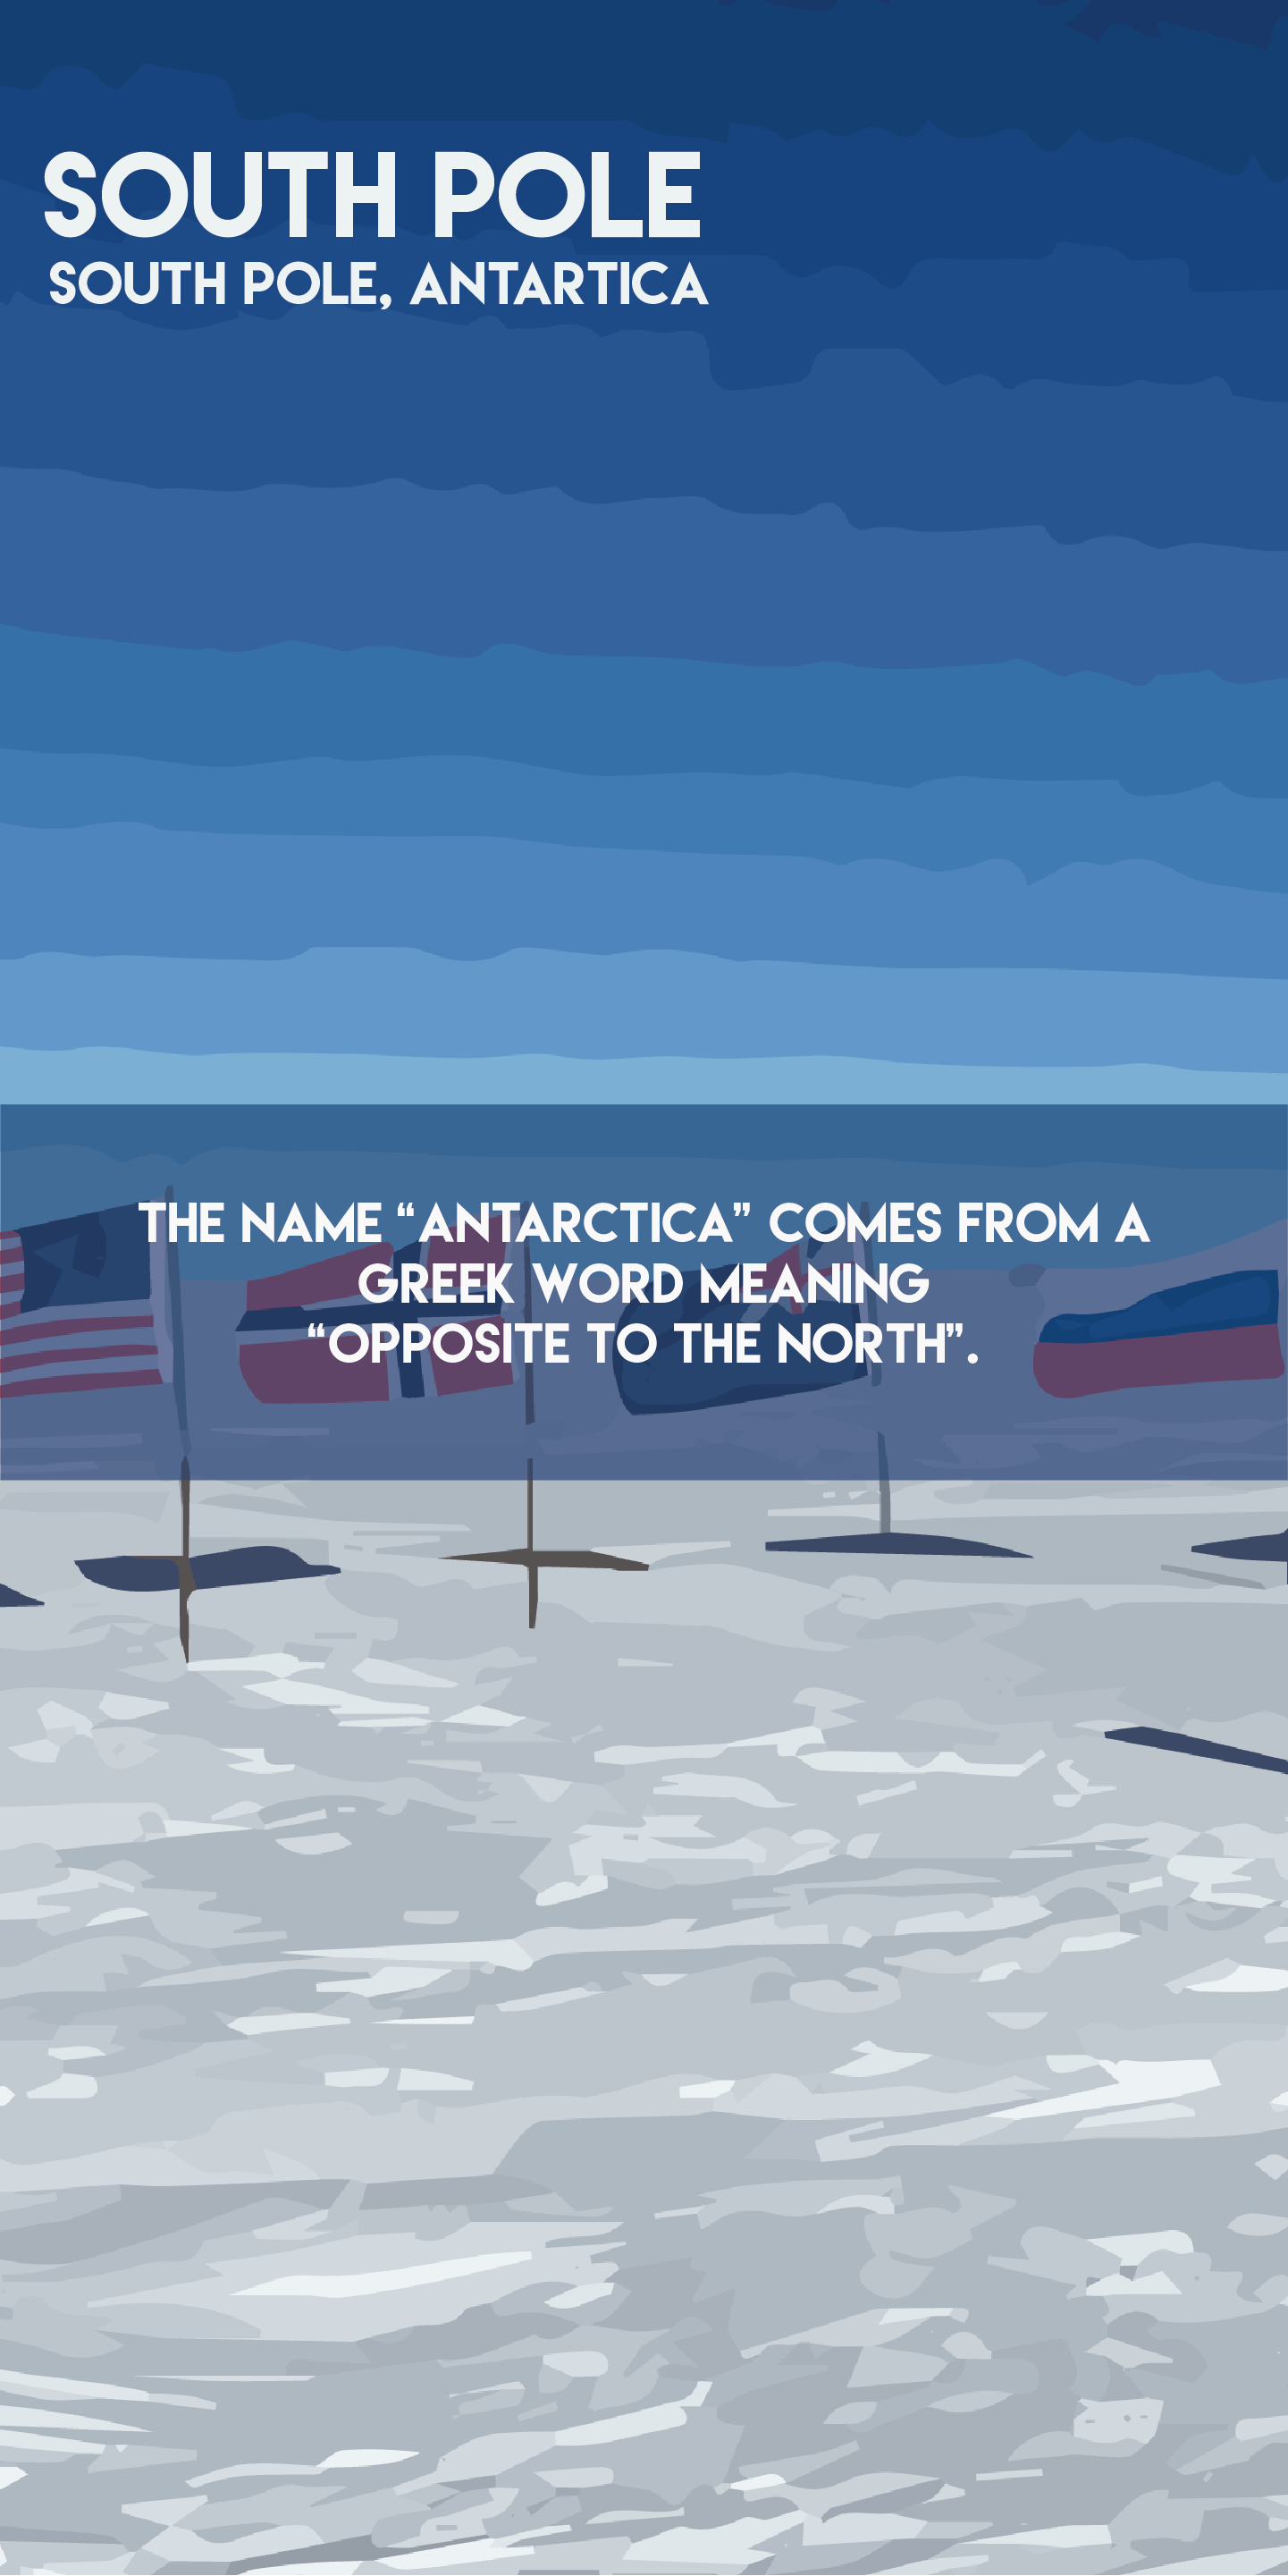 SOUTH POLE
SOUTH POLE, ANTARTICA
THE NAME “ANTARCTICA” COMES FROM A
GREEK WORD MEANING
“OPPOSITE TO THE NORTH”.